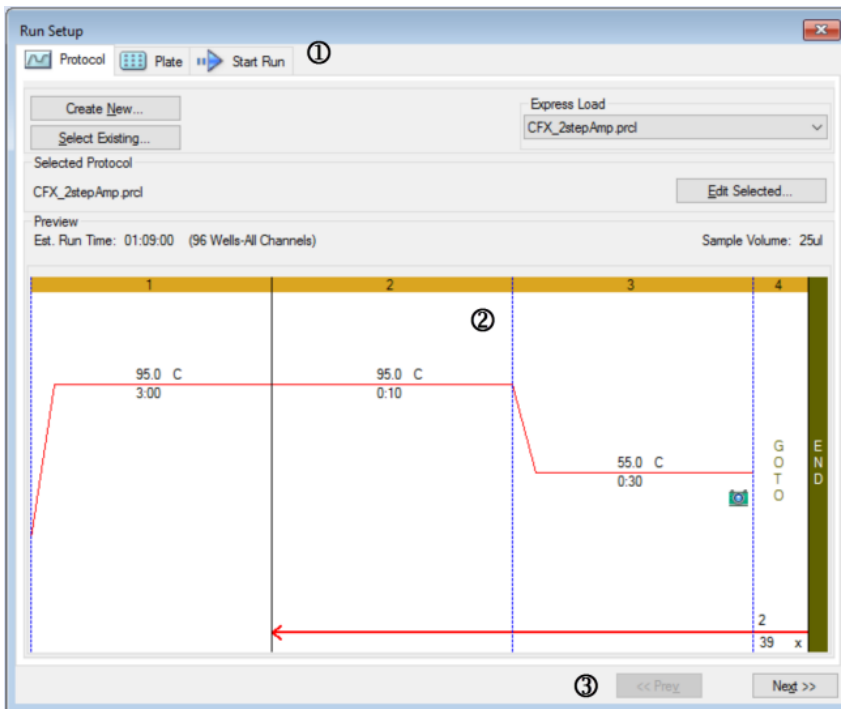 Run Setup
Protocol Plate Start Run ①
Create New...
Select Existing...
Express Load
CFX_2stepAmp.prcl
Selected Protocol
CFX_2stepAmp.prcl
Edit Selected...
Preview
Est. Run Time: 01:09:00 (96 Wells-All Channels) Sample Volume: 25ul
1 2 3 4
②
95.0 C 95.0 C
3:00 0:10
55.0 C
0:30
GOTO
END
2
39 x
③ << Prev Next >>